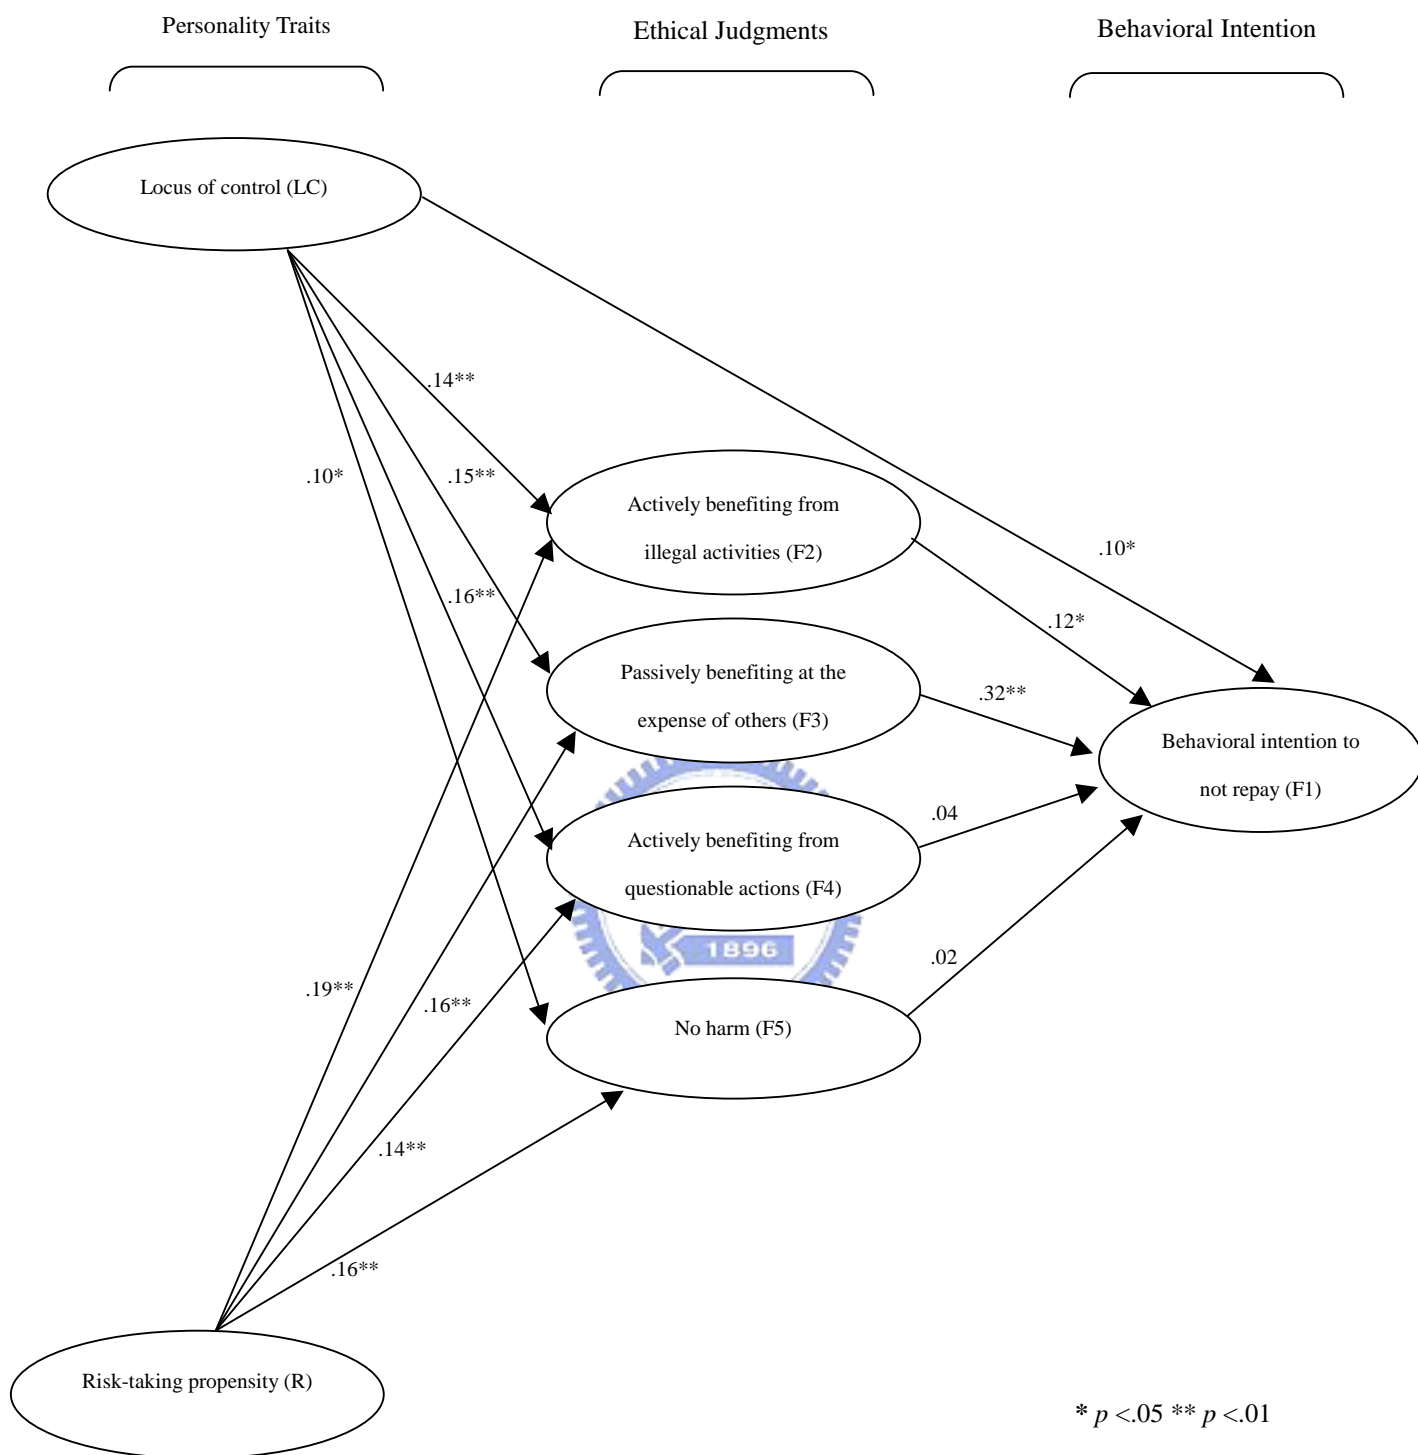 Personality Traits
Ethical Judgments
Behavioral Intention
Locus of control (LC)
.14**
.10*
.15**
Actively benefiting from
illegal activities (F2)
.10*
.16**
.12*
Passively benefiting at the
expense of others (F3)
.32**
Behavioral intention to
not repay (F1)
.04
Actively benefiting from
questionable actions (F4)
1896
.02
.19**
.16**
No harm (F5)
.14**
.16**
Risk-taking propensity (R)
* p <.05 ** p <.01